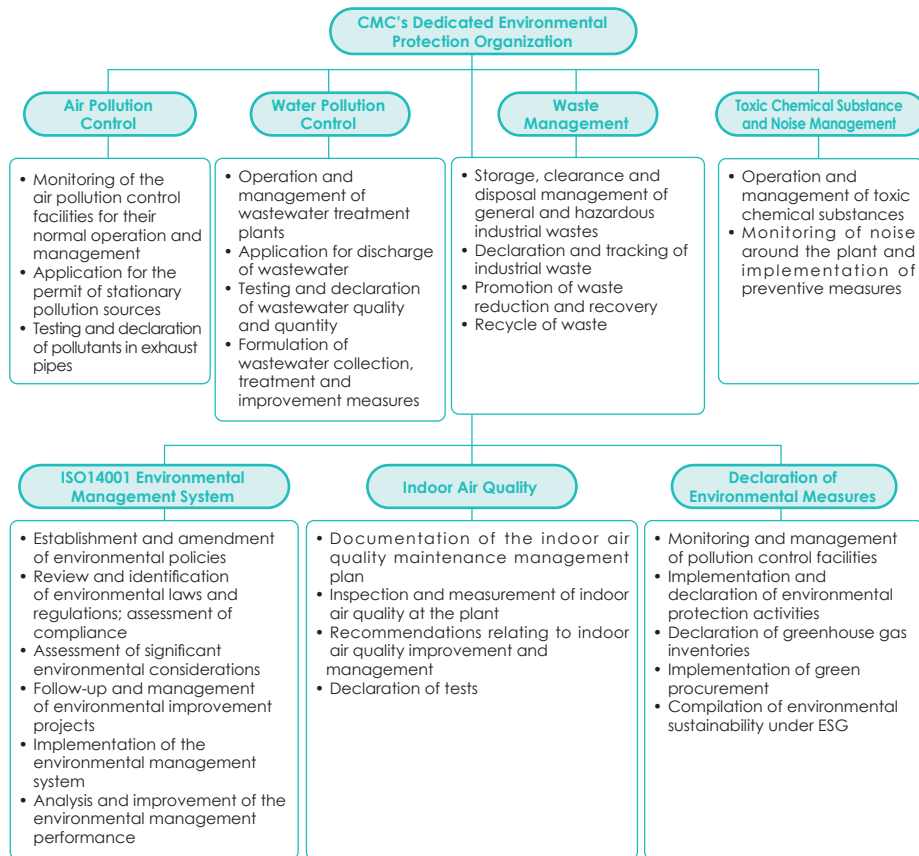 CMC's Dedicated Environmental
Protection Organization
Air Pollution
Control
• Monitoring of the
air pollution control
facilities for their
normal operation and
management
• Application for the
permit of stationary
pollution sources
• Testing and declaration
of pollutants in exhaust
pipes
Water Pollution
Control
• Operation and
management of
wastewater treatment
plants
• Application for discharge
of wastewater
• Testing and declaration
of wastewater quality
and quantity
• Formulation of
wastewater collection,
treatment and
improvement measures
Waste
Management
• Storage, clearance and
disposal management of
general and hazardous
industrial wastes
• Declaration and tracking of
industrial waste
• Promotion of waste
reduction and recovery
• Recycle of waste
Toxic Chemical Substance
and Noise Management
• Operation and
management of toxic
chemical substances
• Monitoring of noise
around the plant and
implementation of
preventive measures
ISO14001 Environmental
Management System
• Establishment and amendment
of environmental policies
• Review and identification
of environmental laws and
regulations; assessment of
compliance
• Assessment of significant
environmental considerations
• Follow-up and management
of environmental improvement
projects
• Implementation of the
environmental management
system
• Analysis and improvement of the
environmental management
performance
Indoor Air Quality
• Documentation of the indoor air
quality maintenance management
plan
• Inspection and measurement of indoor
air quality at the plant
• Recommendations relating to indoor
air quality improvement and
management
• Declaration of tests
Declaration of
Environmental Measures
• Monitoring and management
of pollution control facilities
• Implementation and
declaration of environmental
protection activities
• Declaration of greenhouse gas
inventories
• Implementation of green
procurement
• Compilation of environmental
sustainability under ESG